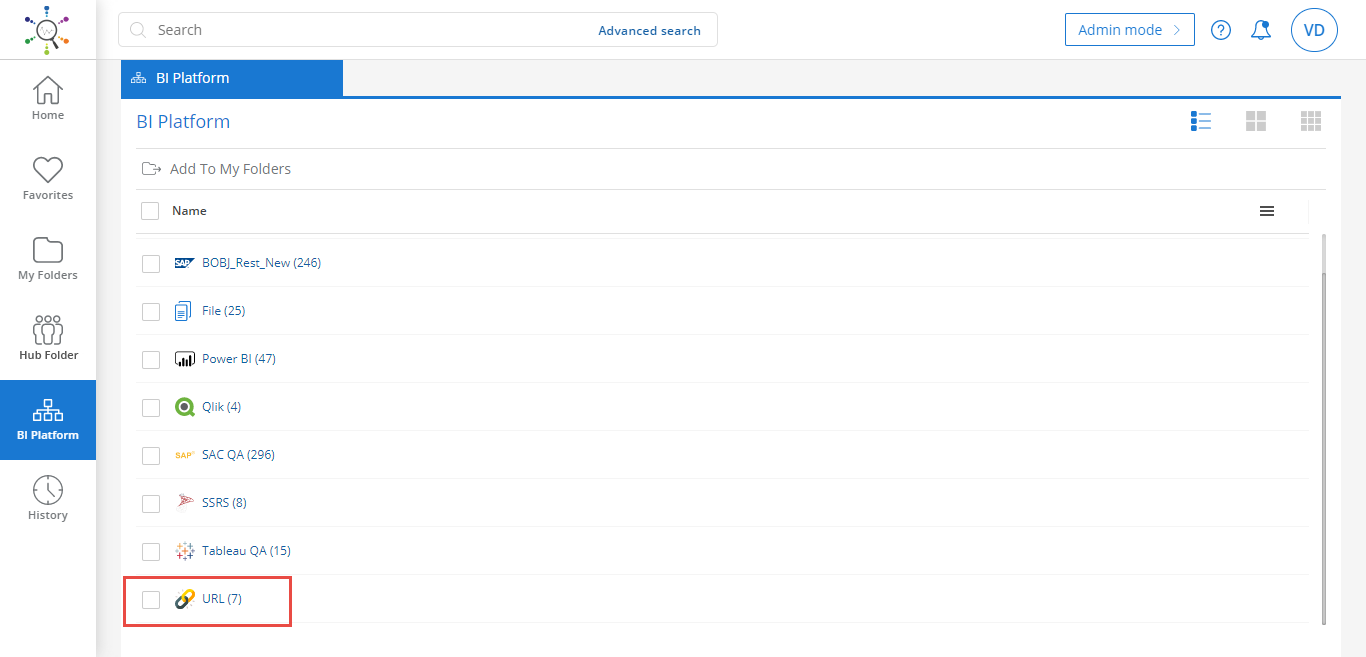 Search
Advanced search
Admin mode
VD
Home
Favorites
My Folders
Hub Folder
BI Platform
History
BI Platform
BI Platform
Add To My Folders
Name
SAP BOBJ_Rest_New (246)
File (25)
Power BI (47)
Qlik (4)
SAP SAC QA (296)
SSRS (8)
Tableau QA (15)
URL (7)